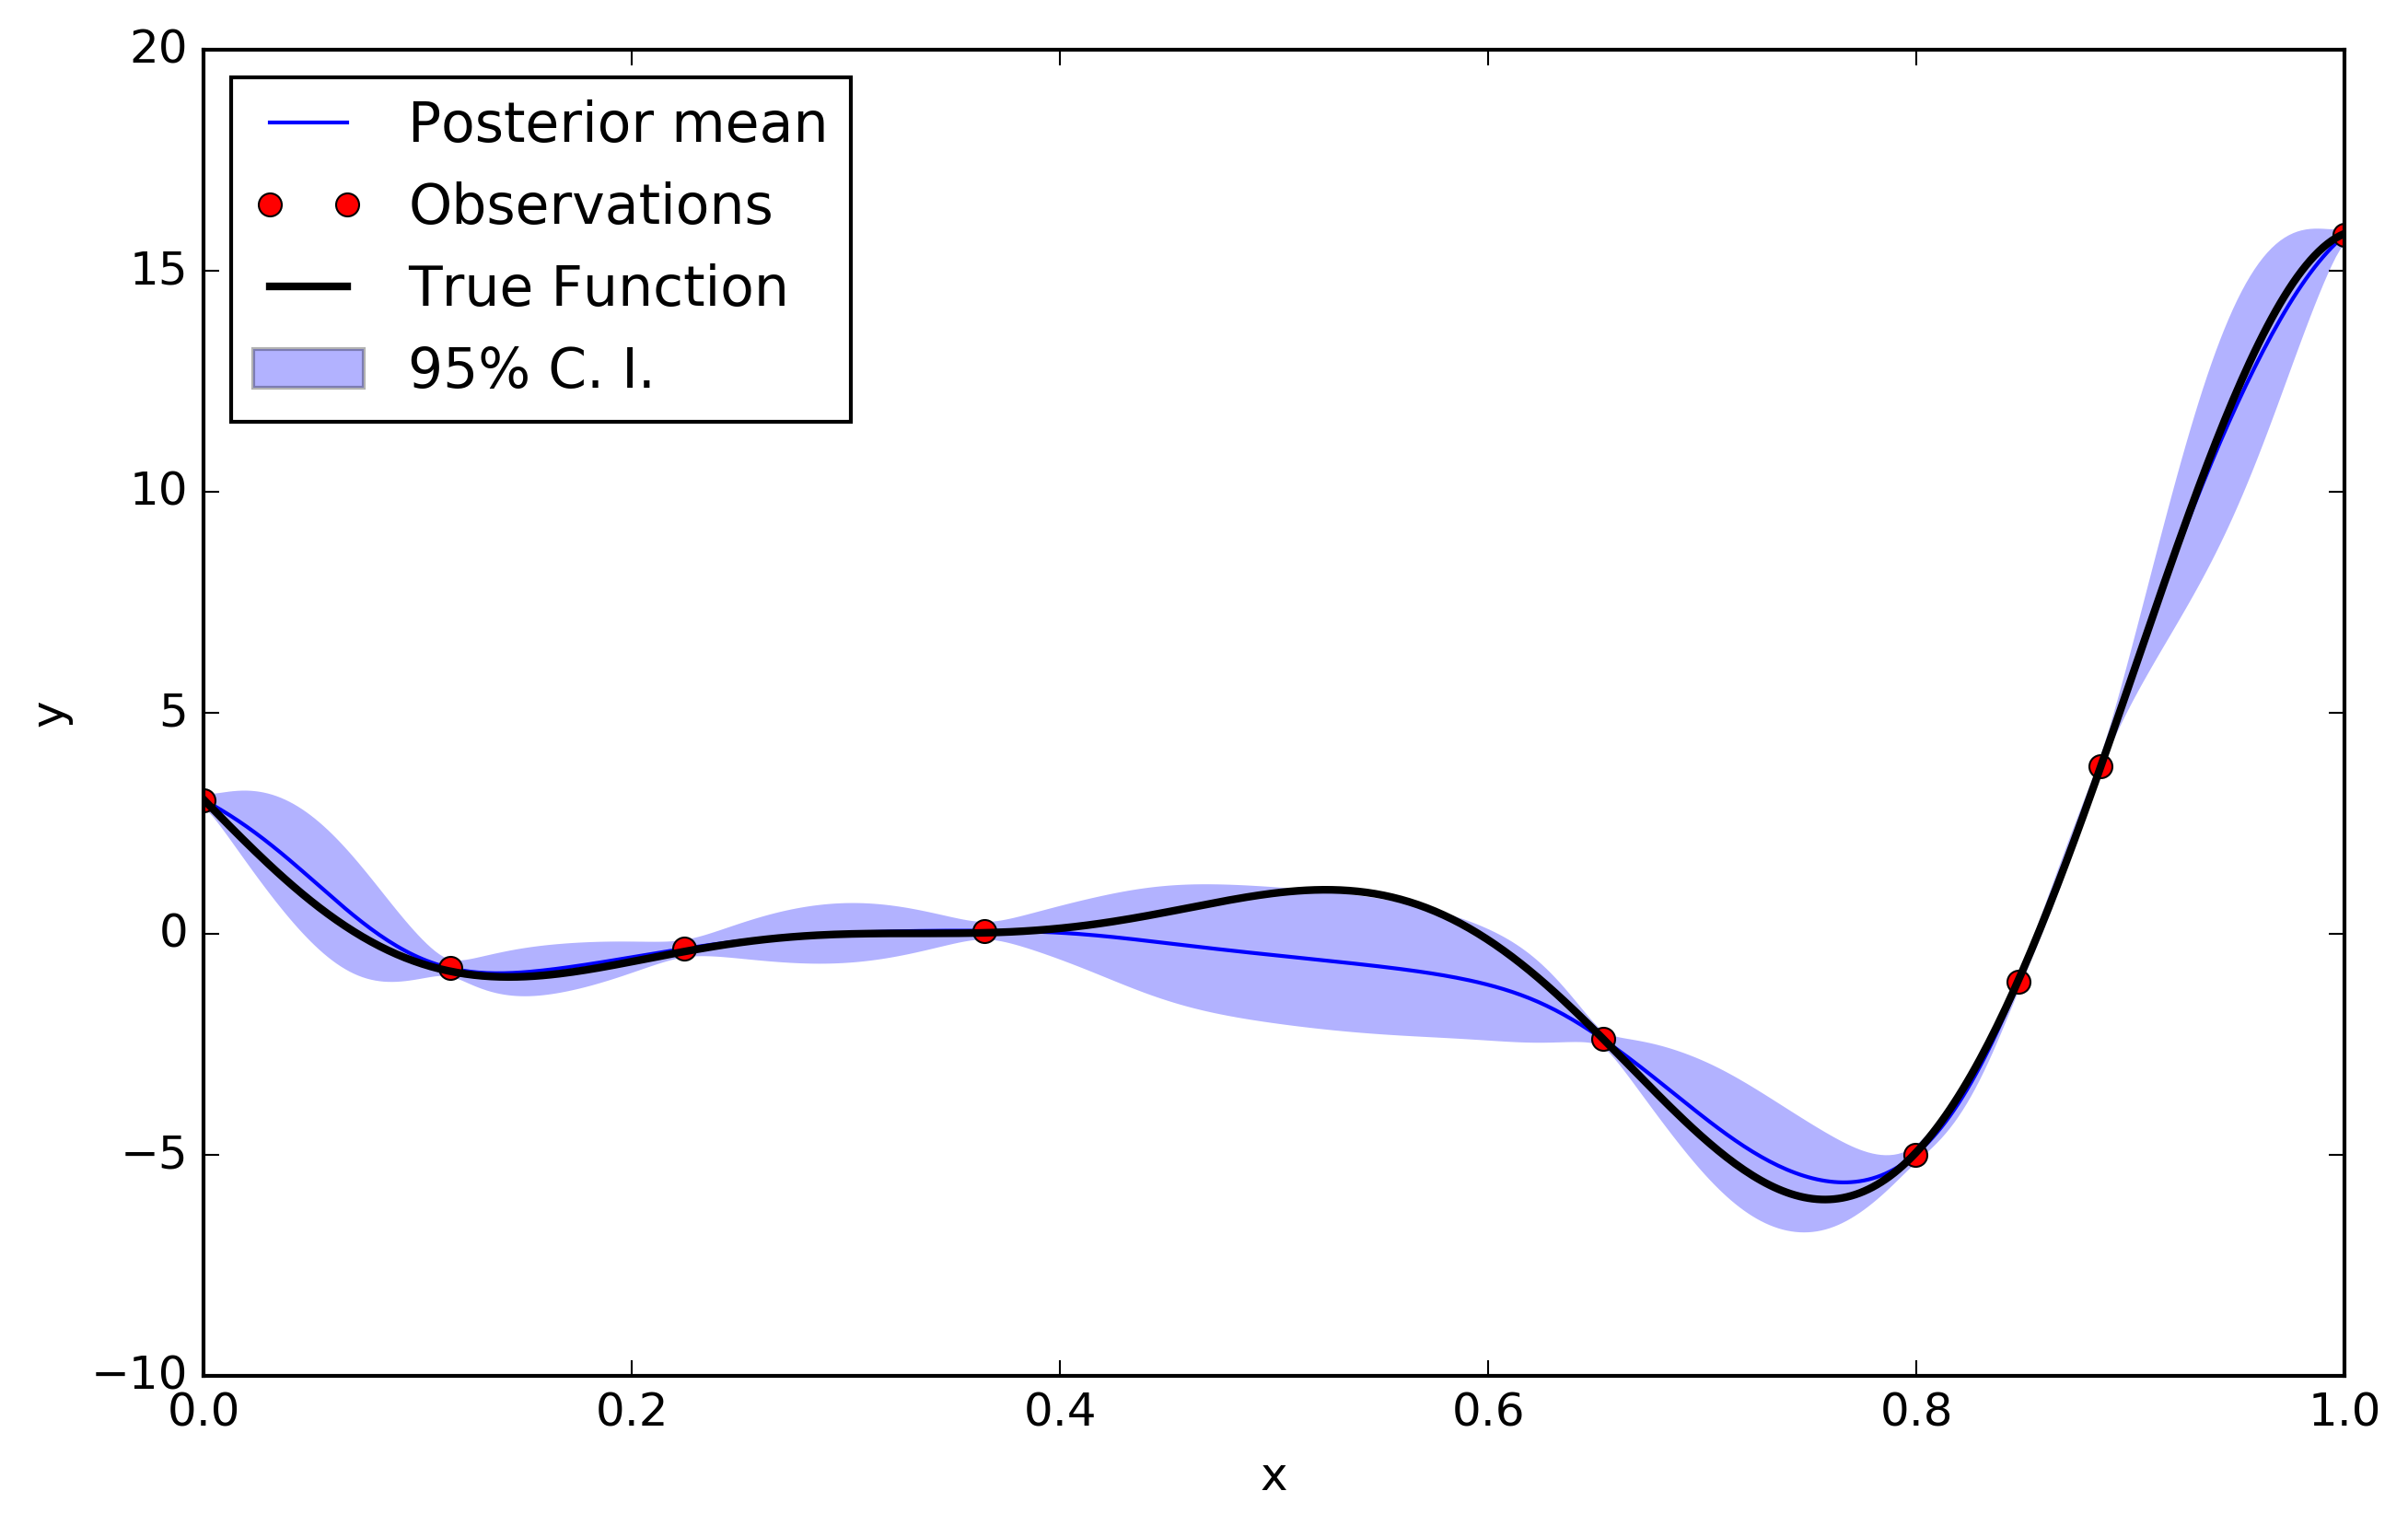 20
15
10
5
0
−5
−10
y
Posterior mean
Observations
True Function
95% C. I.
0.0 0.2 0.4 0.6 0.8 1.0
x